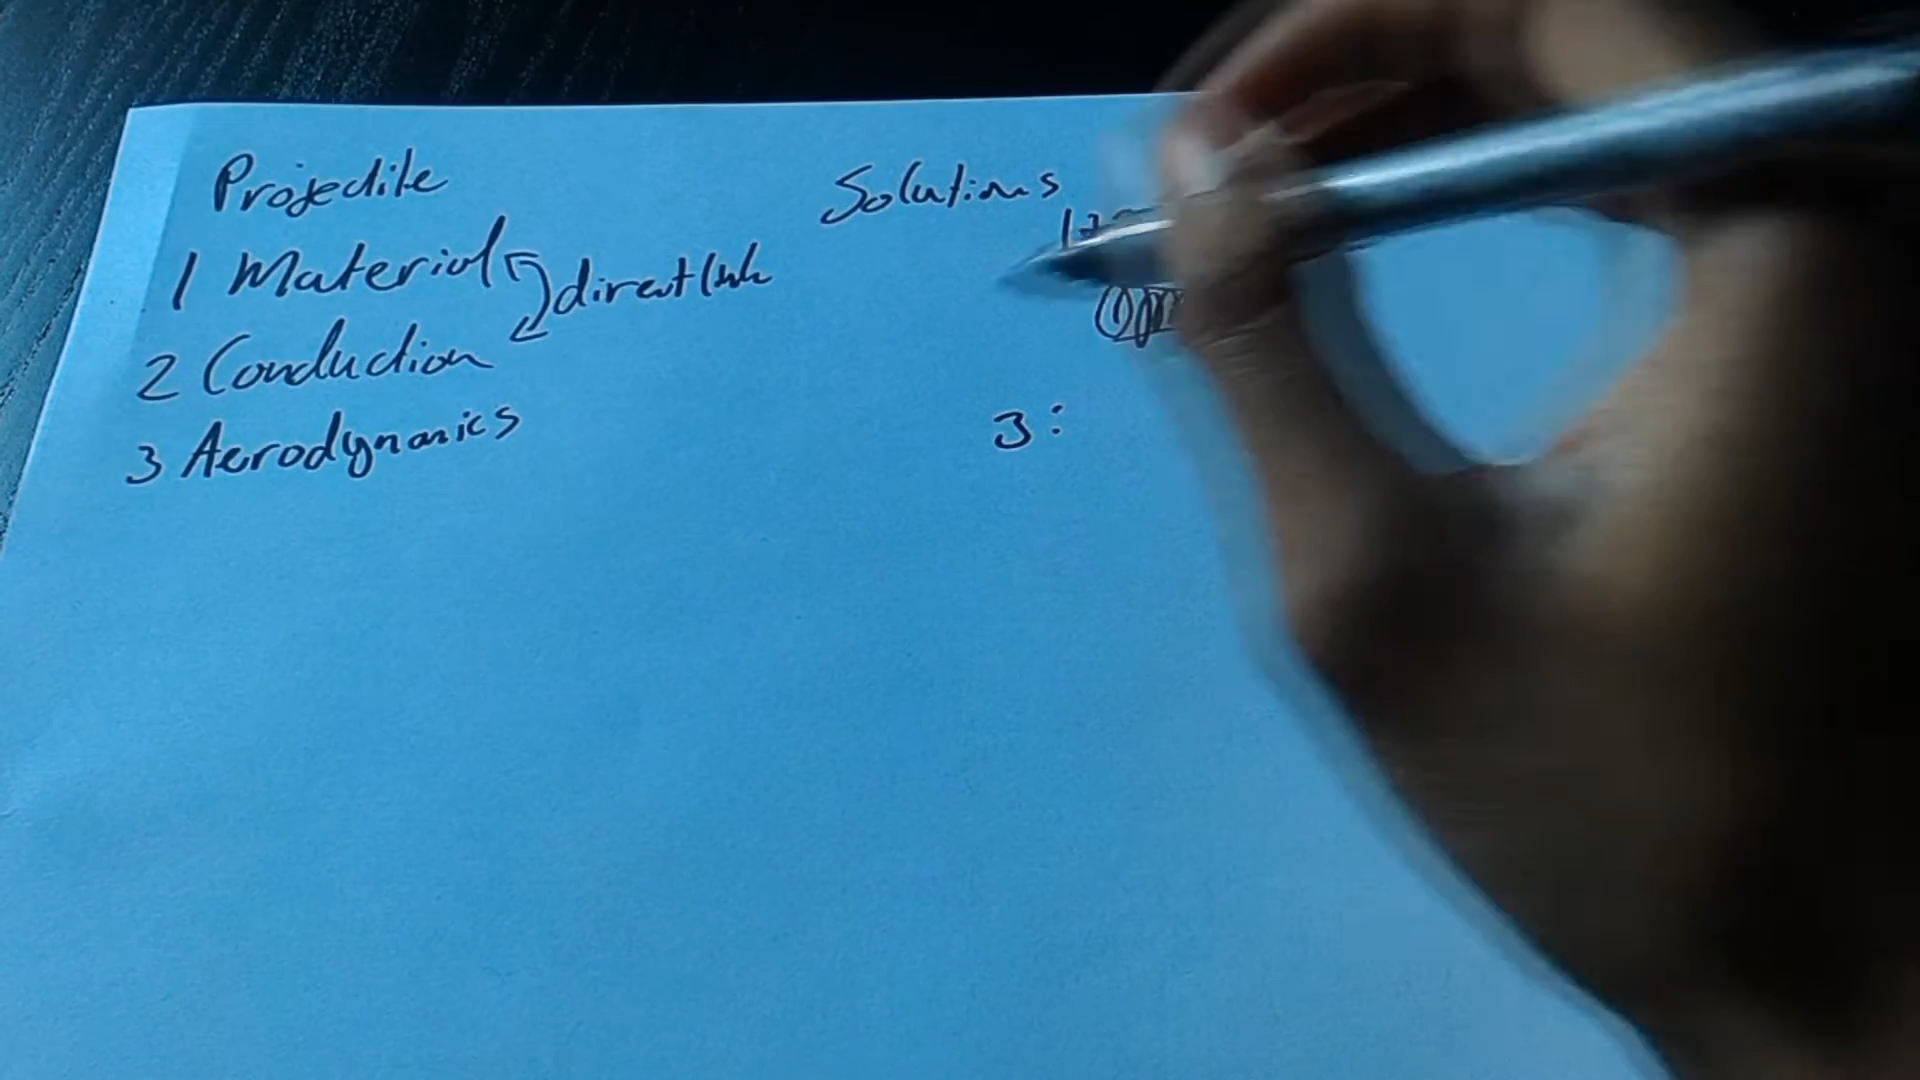 Projectile
Solutions
1 Material
direct link
2 Conduction
3 Aerodynamics
3: